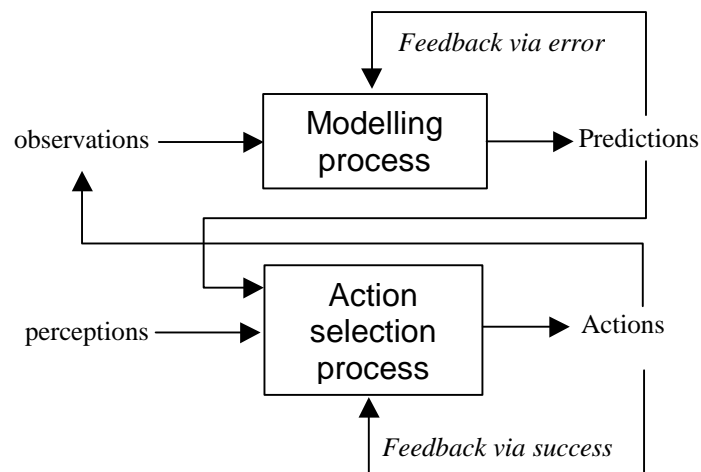 Feedback via error
Modelling
process
observations
Predictions
Action
selection
process
perceptions
Actions
Feedback via success